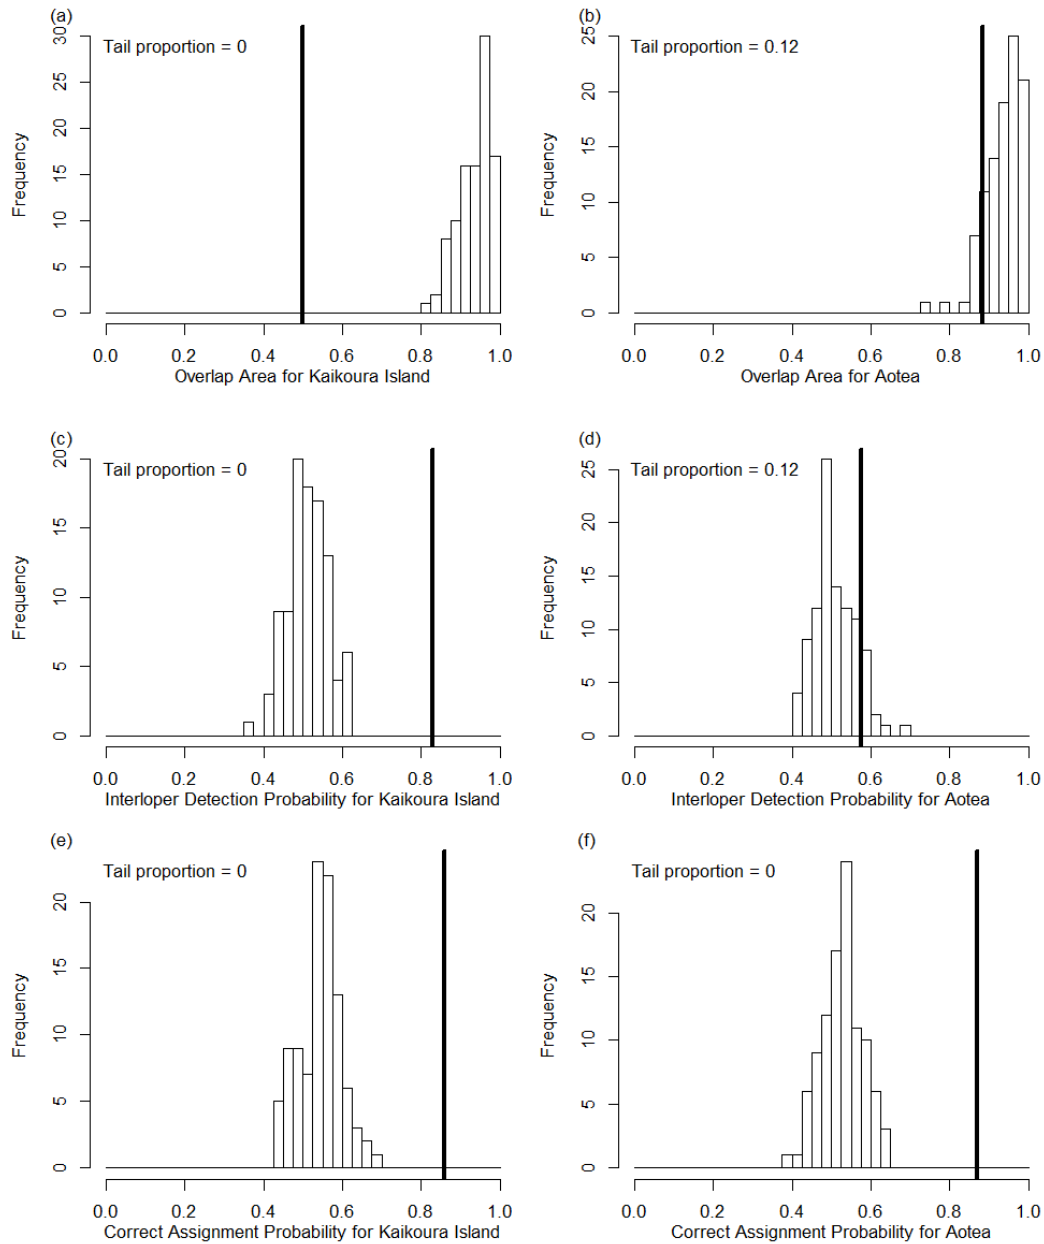 (a)
Tail proportion = 0
Frequency
0 5 10 15 20 25 30
0.0 0.2 0.4 0.6 0.8 1.0
Overlap Area for Kaikoura Island
(b)
Tail proportion = 0.12
Frequency
0 5 10 15 20 25
0.0 0.2 0.4 0.6 0.8 1.0
Overlap Area for Aotea
(c)
Tail proportion = 0
Frequency
0 5 10 15 20
0.0 0.2 0.4 0.6 0.8 1.0
Interloper Detection Probability for Kaikoura Island
(d)
Tail proportion = 0.12
Frequency
0 5 10 15 20 25
0.0 0.2 0.4 0.6 0.8 1.0
Interloper Detection Probability for Aotea
(e)
Tail proportion = 0
Frequency
0 5 10 15 20
0.0 0.2 0.4 0.6 0.8 1.0
Correct Assignment Probability for Kaikoura Island
(f)
Tail proportion = 0
Frequency
0 5 10 15 20
0.0 0.2 0.4 0.6 0.8 1.0
Correct Assignment Probability for Aotea